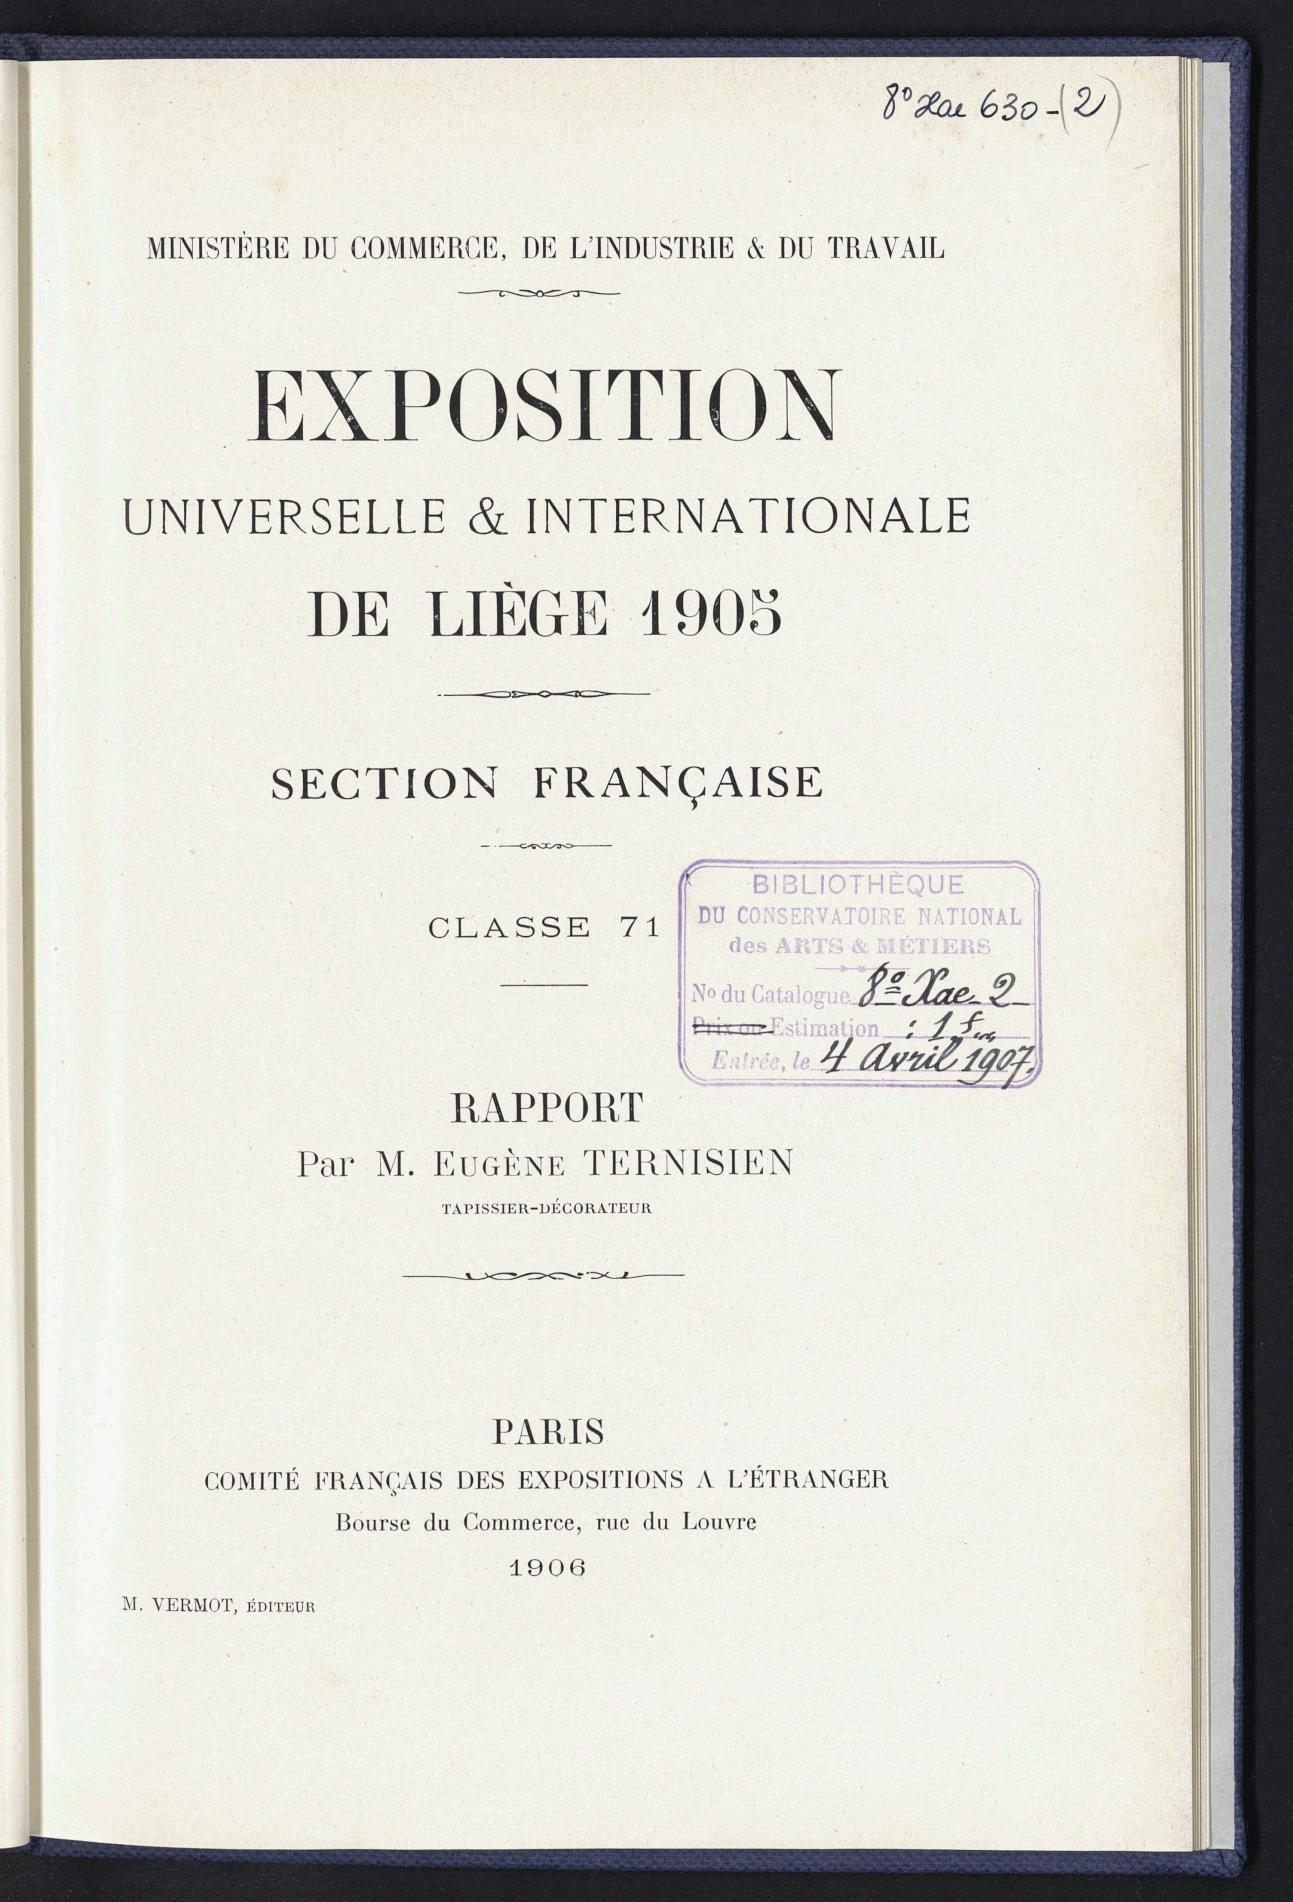 8° Xae 630-(2)
MINISTÈRE DU COMMERCE, DE L'INDUSTRIE & DU TRAVAIL
EXPOSITION
UNIVERSELLE & INTERNATIONALE
DE LIÈGE 1905
SECTION FRANÇAISE
CLASSE 71
BIBLIOTHÈQUE
DU CONSERVATOIRE NATIONAL
des ARTS & MÉTIERS
No du Catalogue 8° Xae 2
Prix ou Estimation : 1 f
Entrée, le 4 Avril 1907.
RAPPORT
Par M. EUGÈNE TERNISIEN
TAPISSIER-DÉCORATEUR
PARIS
COMITÉ FRANÇAIS DES EXPOSITIONS A L'ÉTRANGER
Bourse du Commerce, rue du Louvre
1906
M. VERMOT, ÉDITEUR